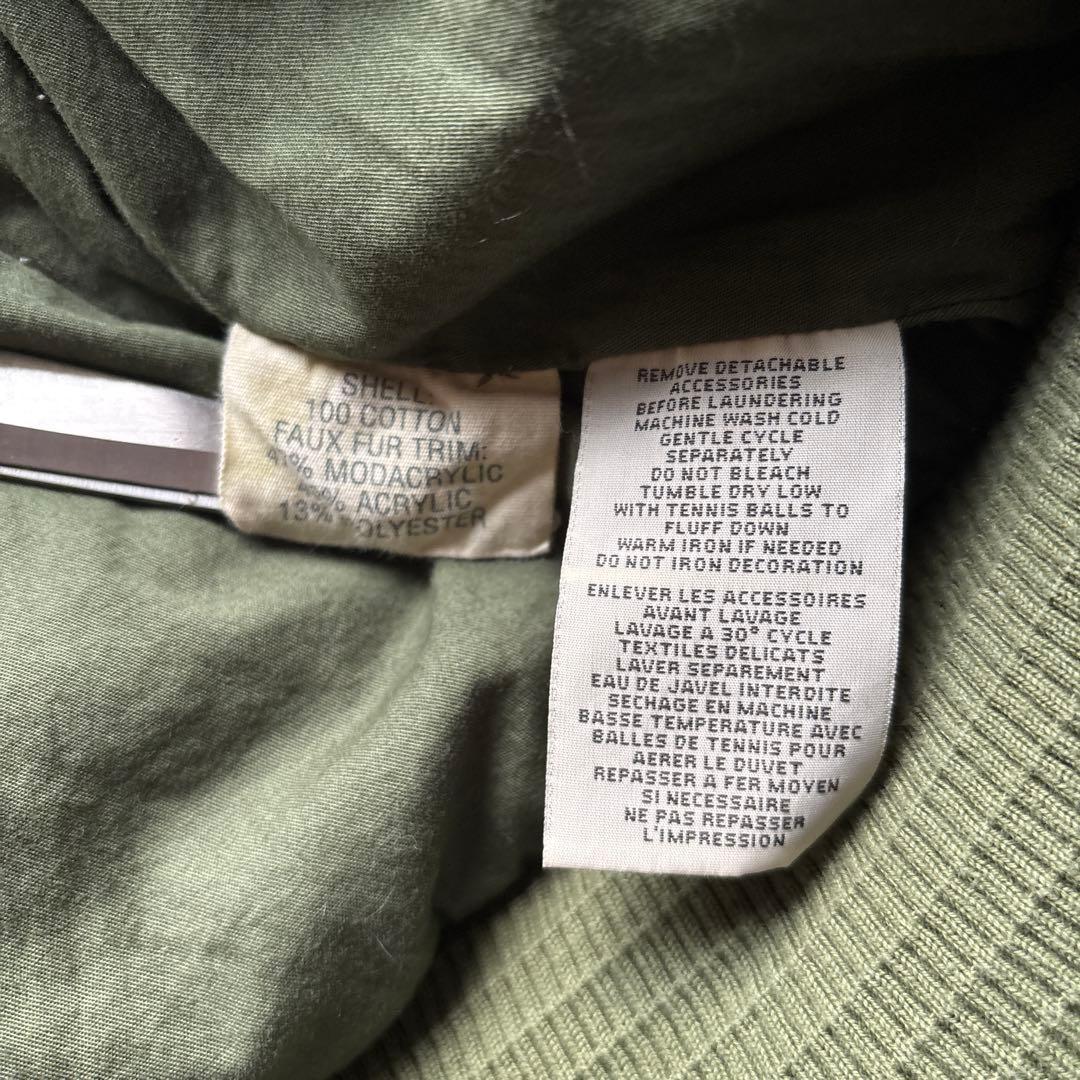 SHELL:
100 COTTON
FAUX FUR TRIM:
MODACRYLIC
ACRYLIC
13%
REMOVE DETACHABLE
ACCESSORIES
BEFORE LAUNDERING
MACHINE WASH COLD
GENTLE CYCLE
SEPARATELY
DO NOT BLEACH
TUMBLE DRY LOW
WITH TENNIS BALLS TO
FLUFF DOWN
WARM IRON IF NEEDED
DO NOT IRON DECORATION
ENLEVER LES ACCESSOIRES
AVANT LAVAGE
LAVAGE A 30° CYCLE
TEXTILES DELICATS
LAVER SEPAREMENT
EAU DE JAVEL INTERDITE
SECHAGE EN MACHINE
BASSE TEMPERATURE AVEC
BALLES DE TENNIS POUR
AERER LE DUVET
REPASSER A FER MOYEN
SI NECESSAIRE
NE PAS REPASSER
L'IMPRESSION